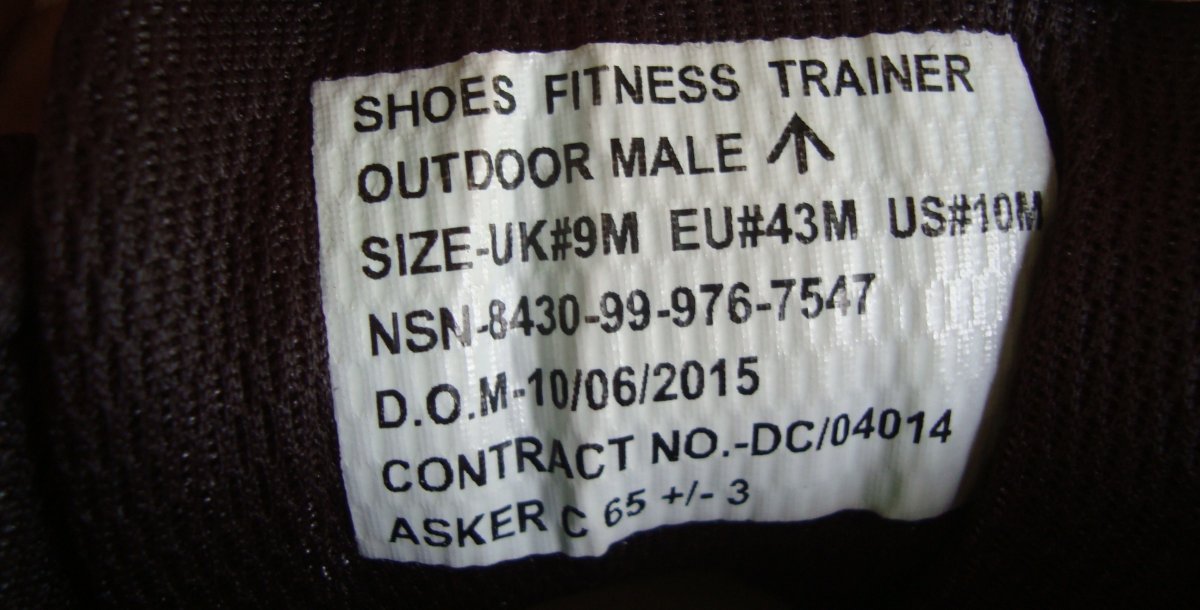 SHOES FITNESS TRAINER
OUTDOOR MALE
SIZE-UK#9M EU#43M US#10M
NSN-8430-99-976-7547
D.O.M-10/06/2015
CONTRACT NO.-DC/04014
ASKER C 65 +/- 3